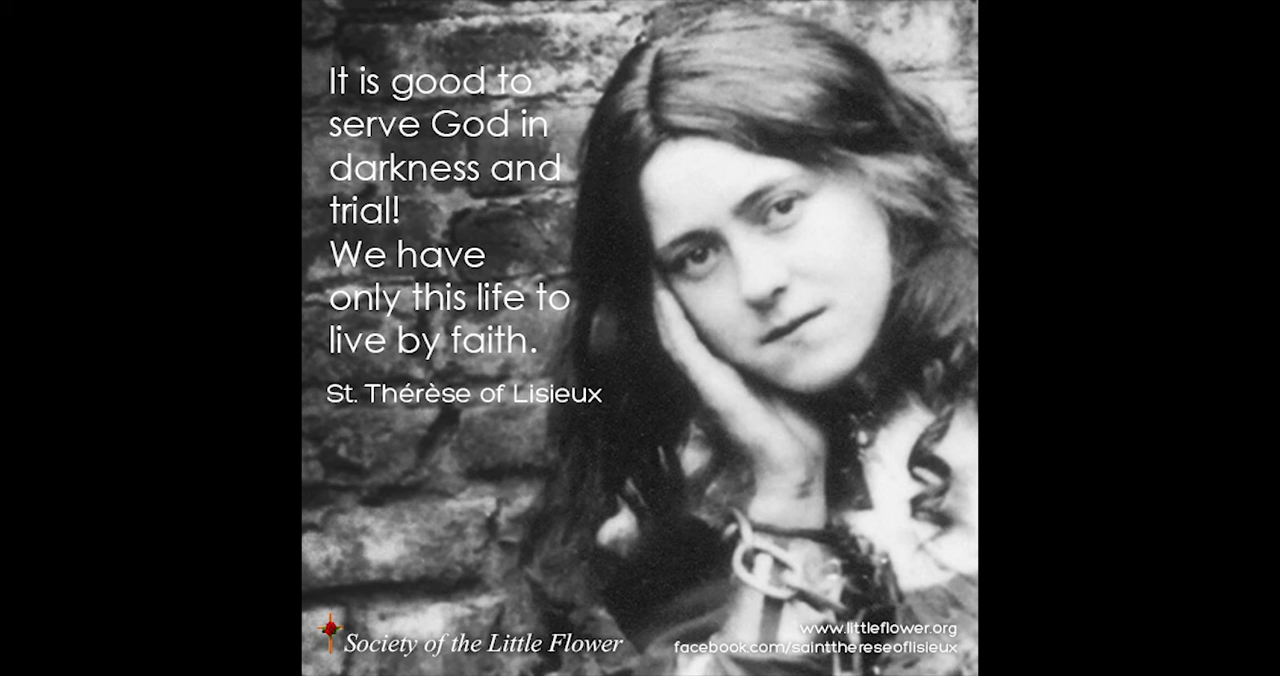 It is good to
serve God in
darkness and
trial!
We have
only this life to
live by faith.
St. Thérèse of Lisieux
Society of the Little Flower
www.littleflower.org
facebook.com/sainttthereseoflisieux